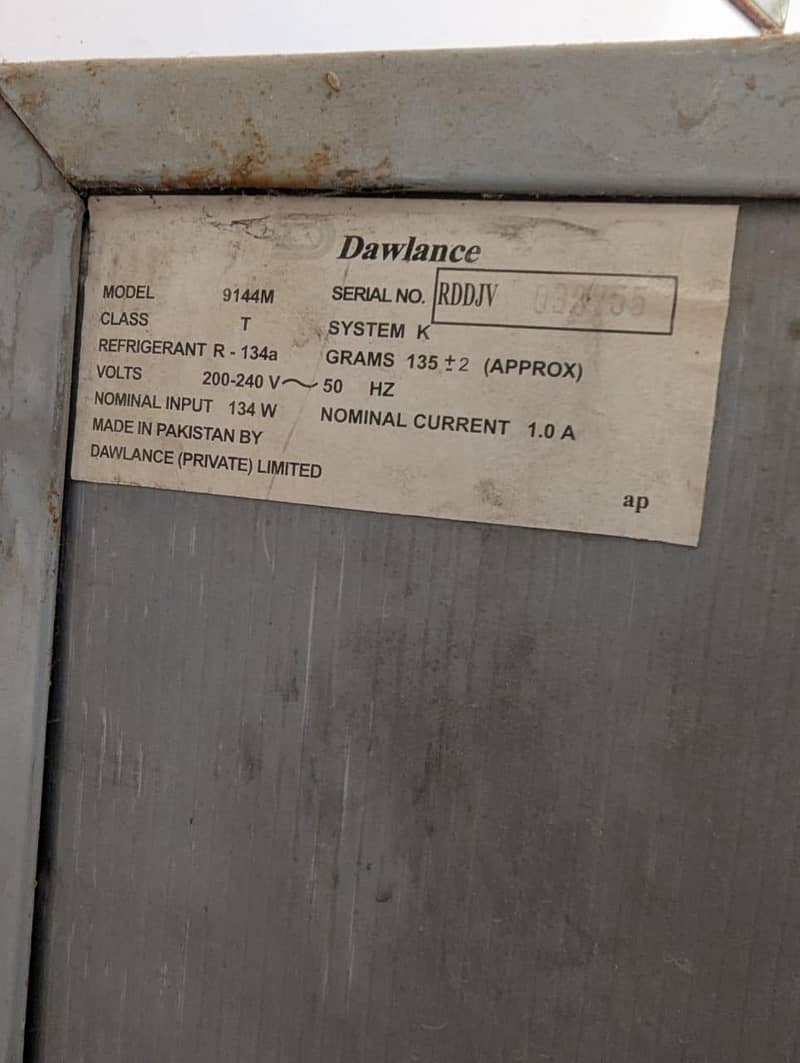 Dawlance
MODEL 9144M SERIAL NO. RDDJV
CLASS T SYSTEM K
REFRIGERANT R - 134a GRAMS 135 ± 2 (APPROX)
VOLTS 200-240 V~ 50 HZ
NOMINAL INPUT 134 W NOMINAL CURRENT 1.0 A
MADE IN PAKISTAN BY
DAWLANCE (PRIVATE) LIMITED
ap